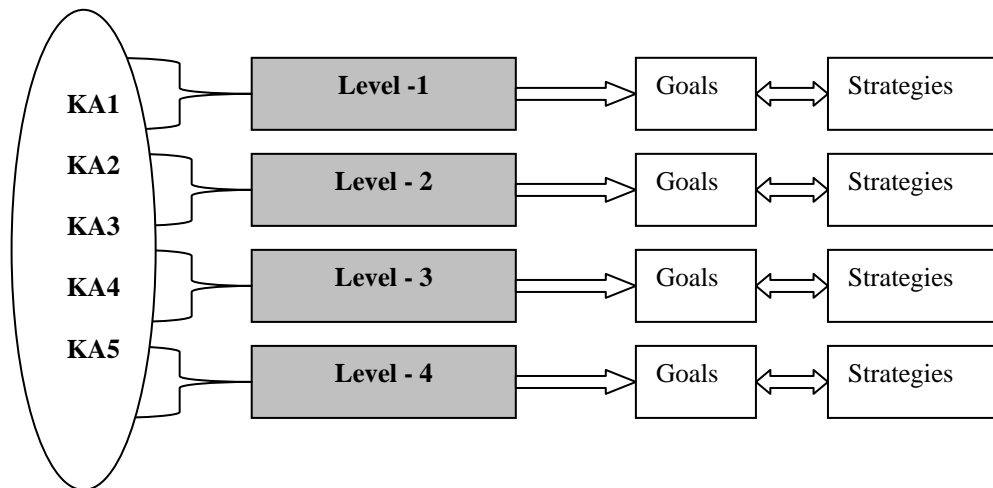 KA1
KA2
KA3
KA4
KA5
Level -1
Goals
Strategies
Level - 2
Goals
Strategies
Level - 3
Goals
Strategies
Level - 4
Goals
Strategies